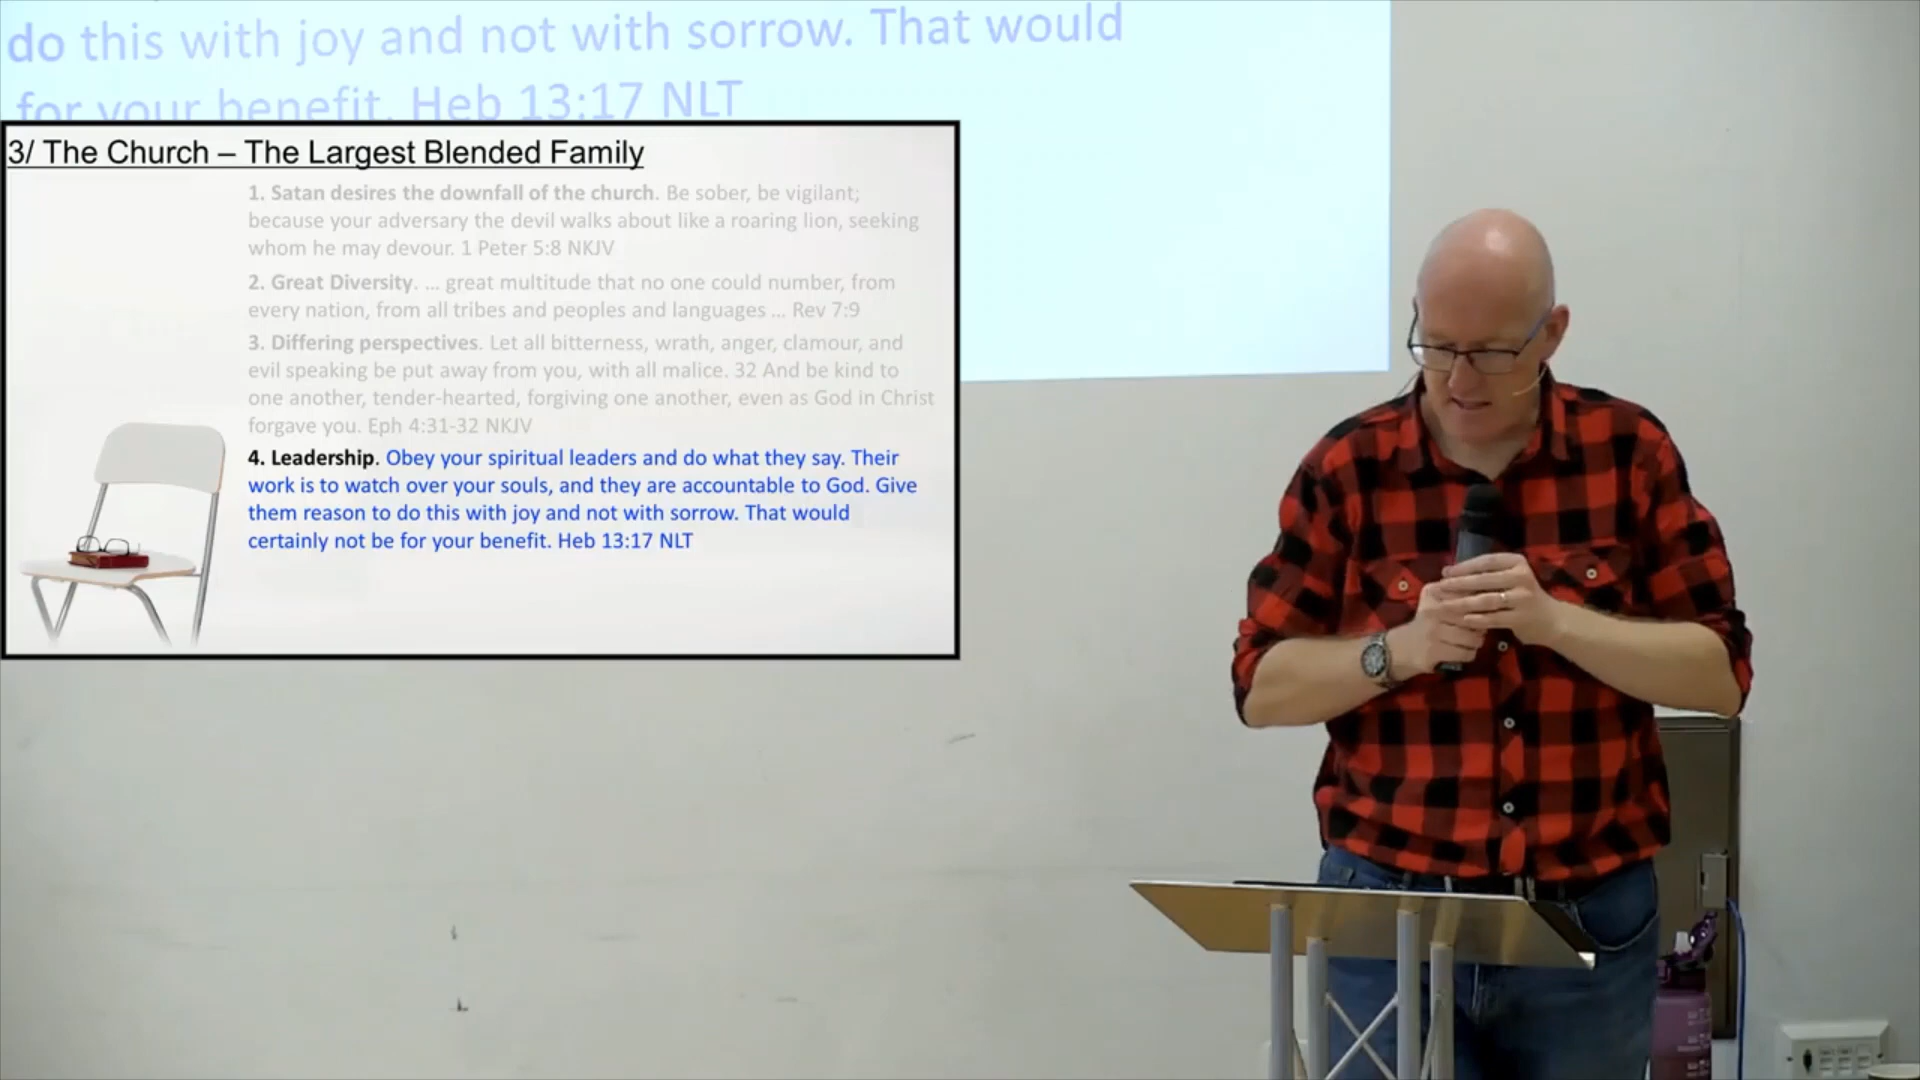 do this with joy and not with sorrow. That would
for your benefit. Heb 13:17 NLT
3/ The Church – The Largest Blended Family
1. Satan desires the downfall of the church. Be sober, be vigilant;
because your adversary the devil walks about like a roaring lion, seeking
whom he may devour. 1 Peter 5:8 NKJV
2. Great Diversity. ... great multitude that no one could number, from
every nation, from all tribes and peoples and languages ... Rev 7:9
3. Differing perspectives. Let all bitterness, wrath, anger, clamour, and
evil speaking be put away from you, with all malice. 32 And be kind to
one another, tender-hearted, forgiving one another, even as God in Christ
forgave you. Eph 4:31-32 NKJV
4. Leadership. Obey your spiritual leaders and do what they say. Their
work is to watch over your souls, and they are accountable to God. Give
them reason to do this with joy and not with sorrow. That would
certainly not be for your benefit. Heb 13:17 NLT